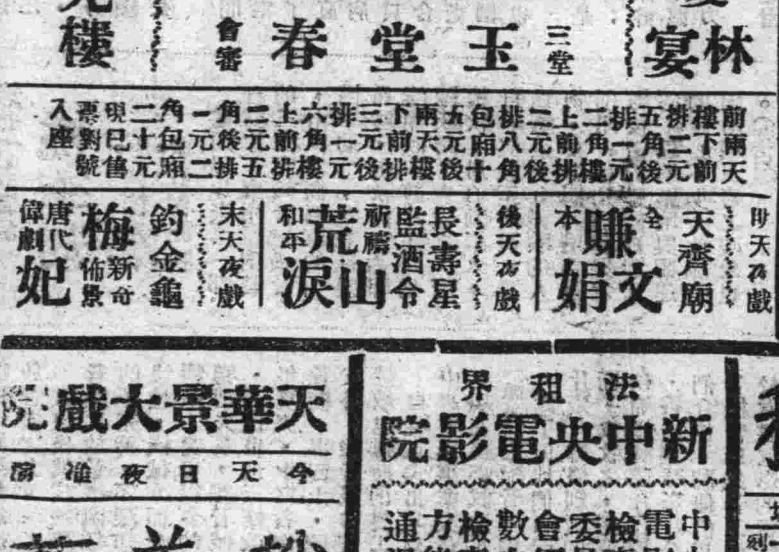 林
宴
三堂
玉堂春
會審
樓
前兩天
樓下前
排二元
五角後
排一元
二角樓
上前排
二元後
排八角
包廂十
五元後
兩天樓
下前排
三元後
排一元
六角樓
上前排
二元五
角後排
一元二
角包廂
二十元
現已售
票對號
入座
天夜戲
天齊廟
全本
賺文娟
後天夜戲
長壽星
監酒令
祈禱和平
荒山淚
末天夜戲
釣金龜
新奇佈景
梅妃
唐代偉劇
法租界
新中央電影院
中電檢委會數檢方通
天華景大戲院
今天日夜准演